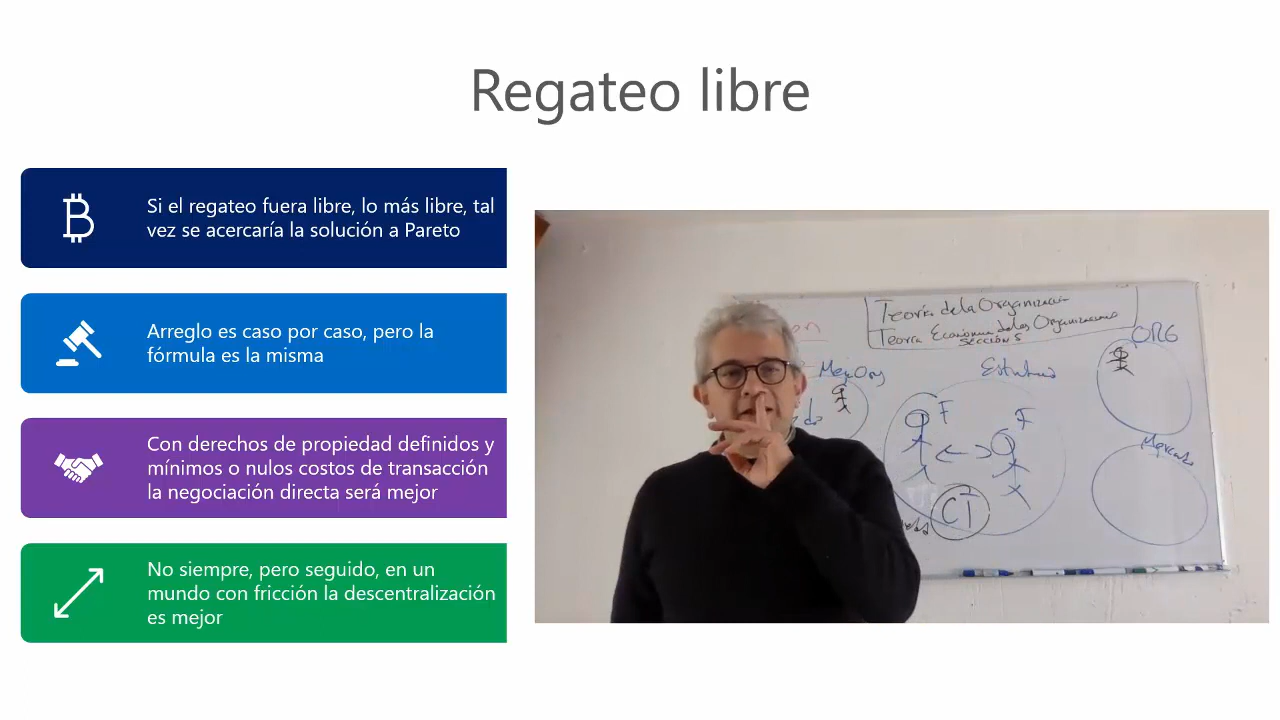 Regateo libre
Si el regateo fuera libre, lo más libre, tal
vez se acercaría la solución a Pareto
Arreglo es caso por caso, pero la
fórmula es la misma
Con derechos de propiedad definidos y
mínimos o nulos costos de transacción
la negociación directa será mejor
No siempre, pero seguido, en un
mundo con fricción la descentralización
es mejor
Teoría de la Organización
Teoría Económica de las Organizaciones
SECCIÓN 5
ORG
F
F
CI
Mercado